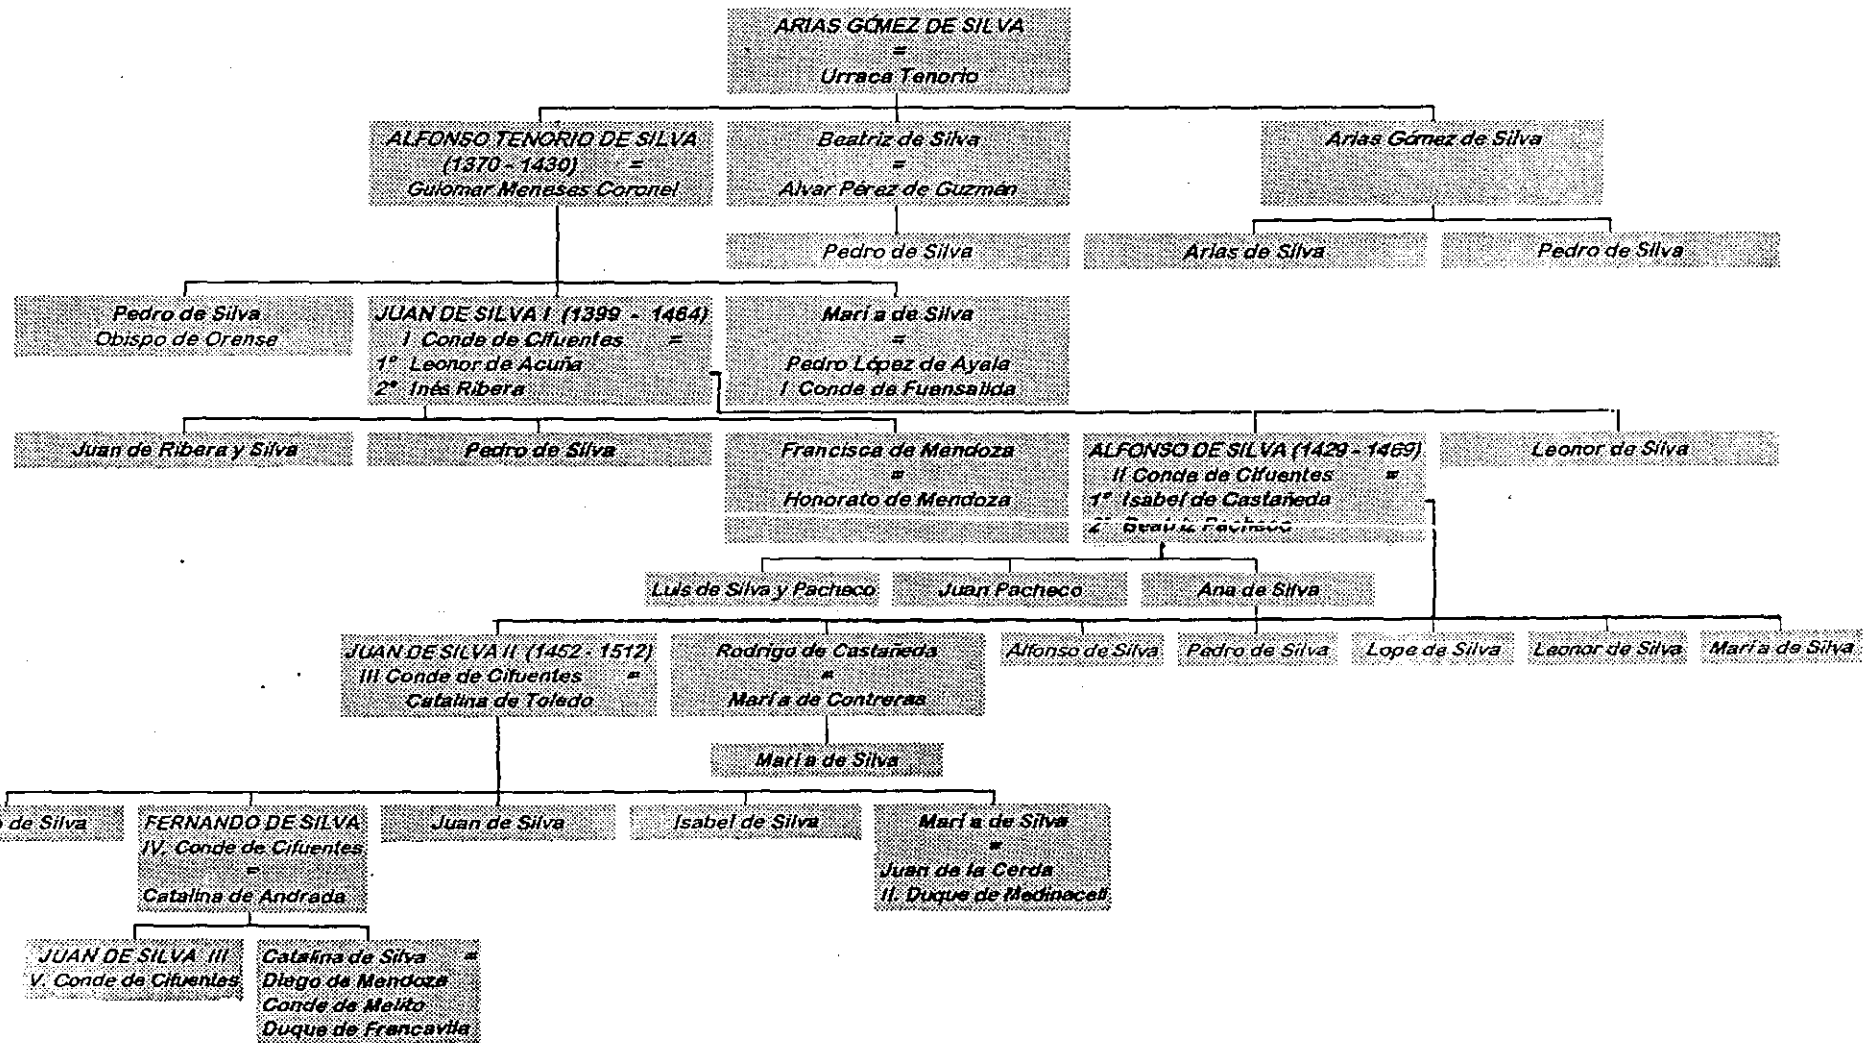 ARIAS GÓMEZ DE SILVA
=
Urraca Tenorio
ALFONSO TENORIO DE SILVA
(1370 - 1430) =
Guiomar Meneses Coronel
Beatriz de Silva
=
Alvar Pérez de Guzmán
Arias Gómez de Silva
Pedro de Silva
Arias de Silva
Pedro de Silva
Pedro de Silva
Obispo de Orense
JUAN DE SILVA I (1399 - 1464)
I Conde de Cifuentes =
1º Leonor de Acuña
2º Inés Ribera
María de Silva
=
Pedro López de Ayala
I Conde de Fuensalida
Juan de Ribera y Silva
Pedro de Silva
Francisca de Mendoza
=
Honorato de Mendoza
ALFONSO DE SILVA (1429 - 1469)
II Conde de Cifuentes =
1º Isabel de Castañeda
2º Beatriz Pacheco
Leonor de Silva
Luis de Silva y Pacheco
Juan Pacheco
Ana de Silva
JUAN DE SILVA II (1452 - 1512)
III Conde de Cifuentes =
Catalina de Toledo
Rodrigo de Castañeda
=
María de Contreras
Alfonso de Silva
Pedro de Silva
Lope de Silva
Leonor de Silva
María de Silva
María de Silva
de Silva
FERNANDO DE SILVA
IV. Conde de Cifuentes
=
Catalina de Andrada
Juan de Silva
Isabel de Silva
María de Silva
=
Juan de la Cerda
II. Duque de Medinaceli
JUAN DE SILVA III
V. Conde de Cifuentes
Catalina de Silva =
Diego de Mendoza
Conde de Melito
Duque de Francavila